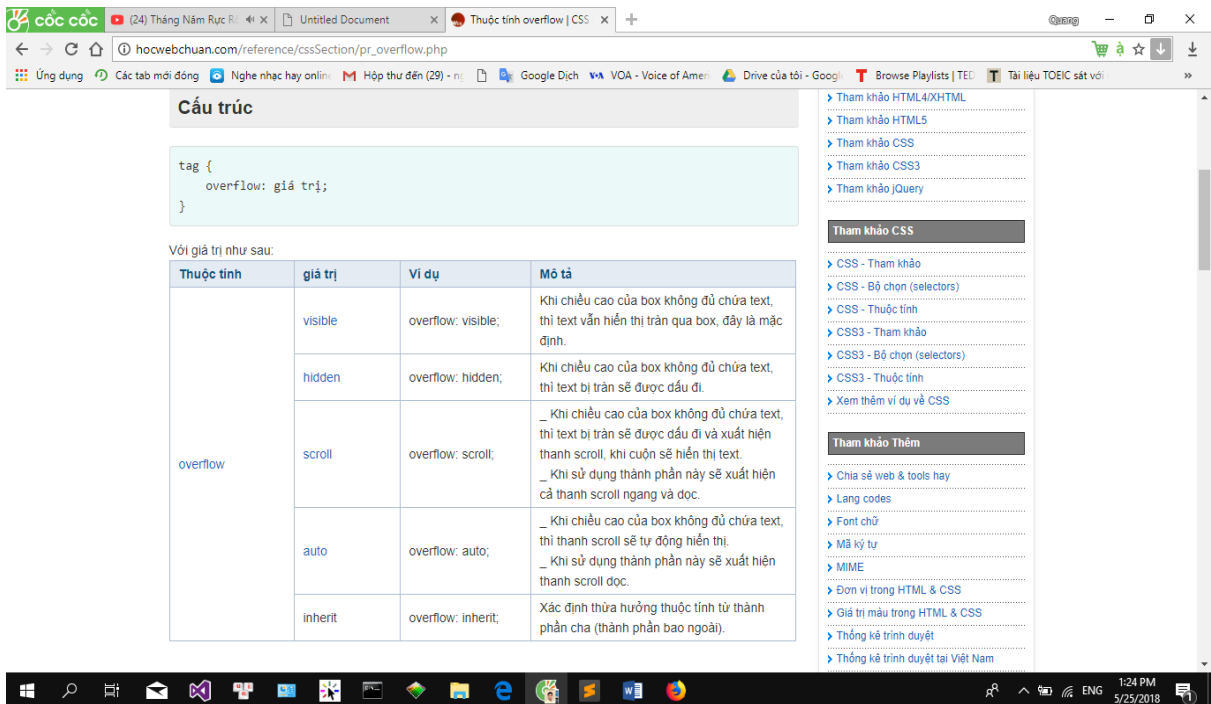 cốc cốc
(24) Tháng Năm Rực R
Untitled Document
Thuộc tính overflow | CSS
Quang
hocwebchuan.com/reference/cssSection/pr_overflow.php
Ứng dụng
Các tab mới đóng
Nghe nhạc hay onlin
Hộp thư đến (29) - n
Google Dịch
VOA - Voice of Amer
Drive của tôi - Googl
Browse Playlists | TED
Tài liệu TOEIC sát với
»
Cấu trúc
tag {
overflow: giá trị;
}
Với giá trị như sau:
Thuộc tính giá trị Ví dụ Mô tả
overflow
visible
overflow: visible;
Khi chiều cao của box không đủ chứa text,
thì text vẫn hiển thị tràn qua box, đây là mặc
định.
hidden
overflow: hidden;
Khi chiều cao của box không đủ chứa text,
thì text bị tràn sẽ được dấu đi.
scroll
overflow: scroll;
_ Khi chiều cao của box không đủ chứa text,
thì text bị tràn sẽ được dấu đi và xuất hiện
thanh scroll, khi cuộn sẽ hiển thị text.
_ Khi sử dụng thành phần này sẽ xuất hiện
cả thanh scroll ngang và dọc.
auto
overflow: auto;
_ Khi chiều cao của box không đủ chứa text,
thì thanh scroll sẽ tự động hiển thị.
_ Khi sử dụng thành phần này sẽ xuất hiện
thanh scroll dọc.
inherit
overflow: inherit;
Xác định thừa hưởng thuộc tính từ thành
phần cha (thành phần bao ngoài).
Tham khảo HTML4/XHTML
Tham khảo HTML5
Tham khảo CSS
Tham khảo CSS3
Tham khảo jQuery
Tham khảo CSS
CSS - Tham khảo
CSS - Bộ chọn (selectors)
CSS - Thuộc tính
CSS3 - Tham khảo
CSS3 - Bộ chọn (selectors)
CSS3 - Thuộc tính
Xem thêm ví dụ về CSS
Tham khảo Thêm
Chia sẻ web & tools hay
Lang codes
Font chữ
Mã ký tự
MIME
Đơn vị trong HTML & CSS
Giá trị màu trong HTML & CSS
Thống kê trình duyệt
Thống kê trình duyệt tại Việt Nam
ENG
1:24 PM
5/25/2018